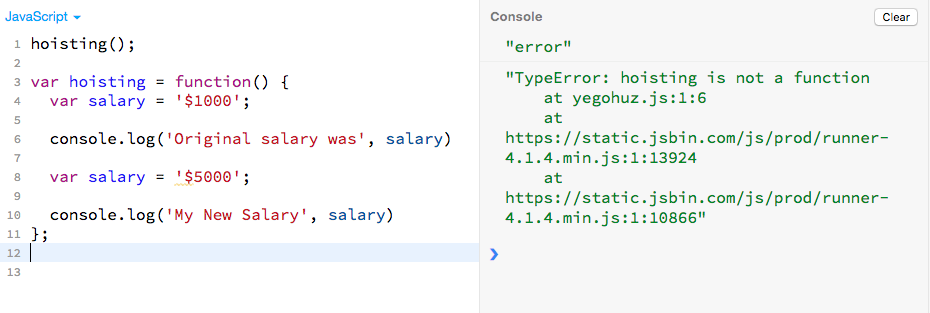 JavaScript
1 hoisting();
2
3 var hoisting = function() {
4 var salary = '$1000';
5
6 console.log('Original salary was', salary)
7
8 var salary = '$5000';
9
10 console.log('My New Salary', salary)
11 };
12
13
Console
Clear
"error"
"TypeError: hoisting is not a function
at yegohuz.js:1:6
at
https://static.jsbin.com/js/prod/runner-
4.1.4.min.js:1:13924
at
https://static.jsbin.com/js/prod/runner-
4.1.4.min.js:1:10866"